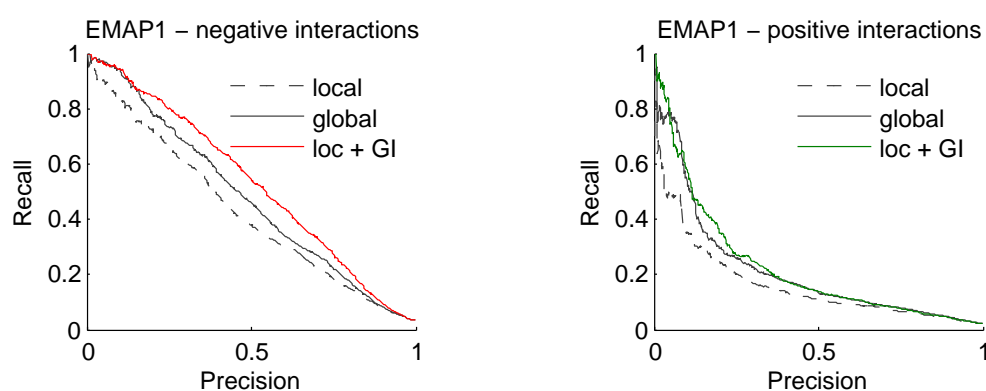 EMAP1 − negative interactions
1
0.8
0.6
0.4
0.2
0
Recall
local
global
loc + GI
0
0.5
1
Precision
EMAP1 − positive interactions
1
0.8
0.6
0.4
0.2
0
Recall
local
global
loc + GI
0
0.5
1
Precision